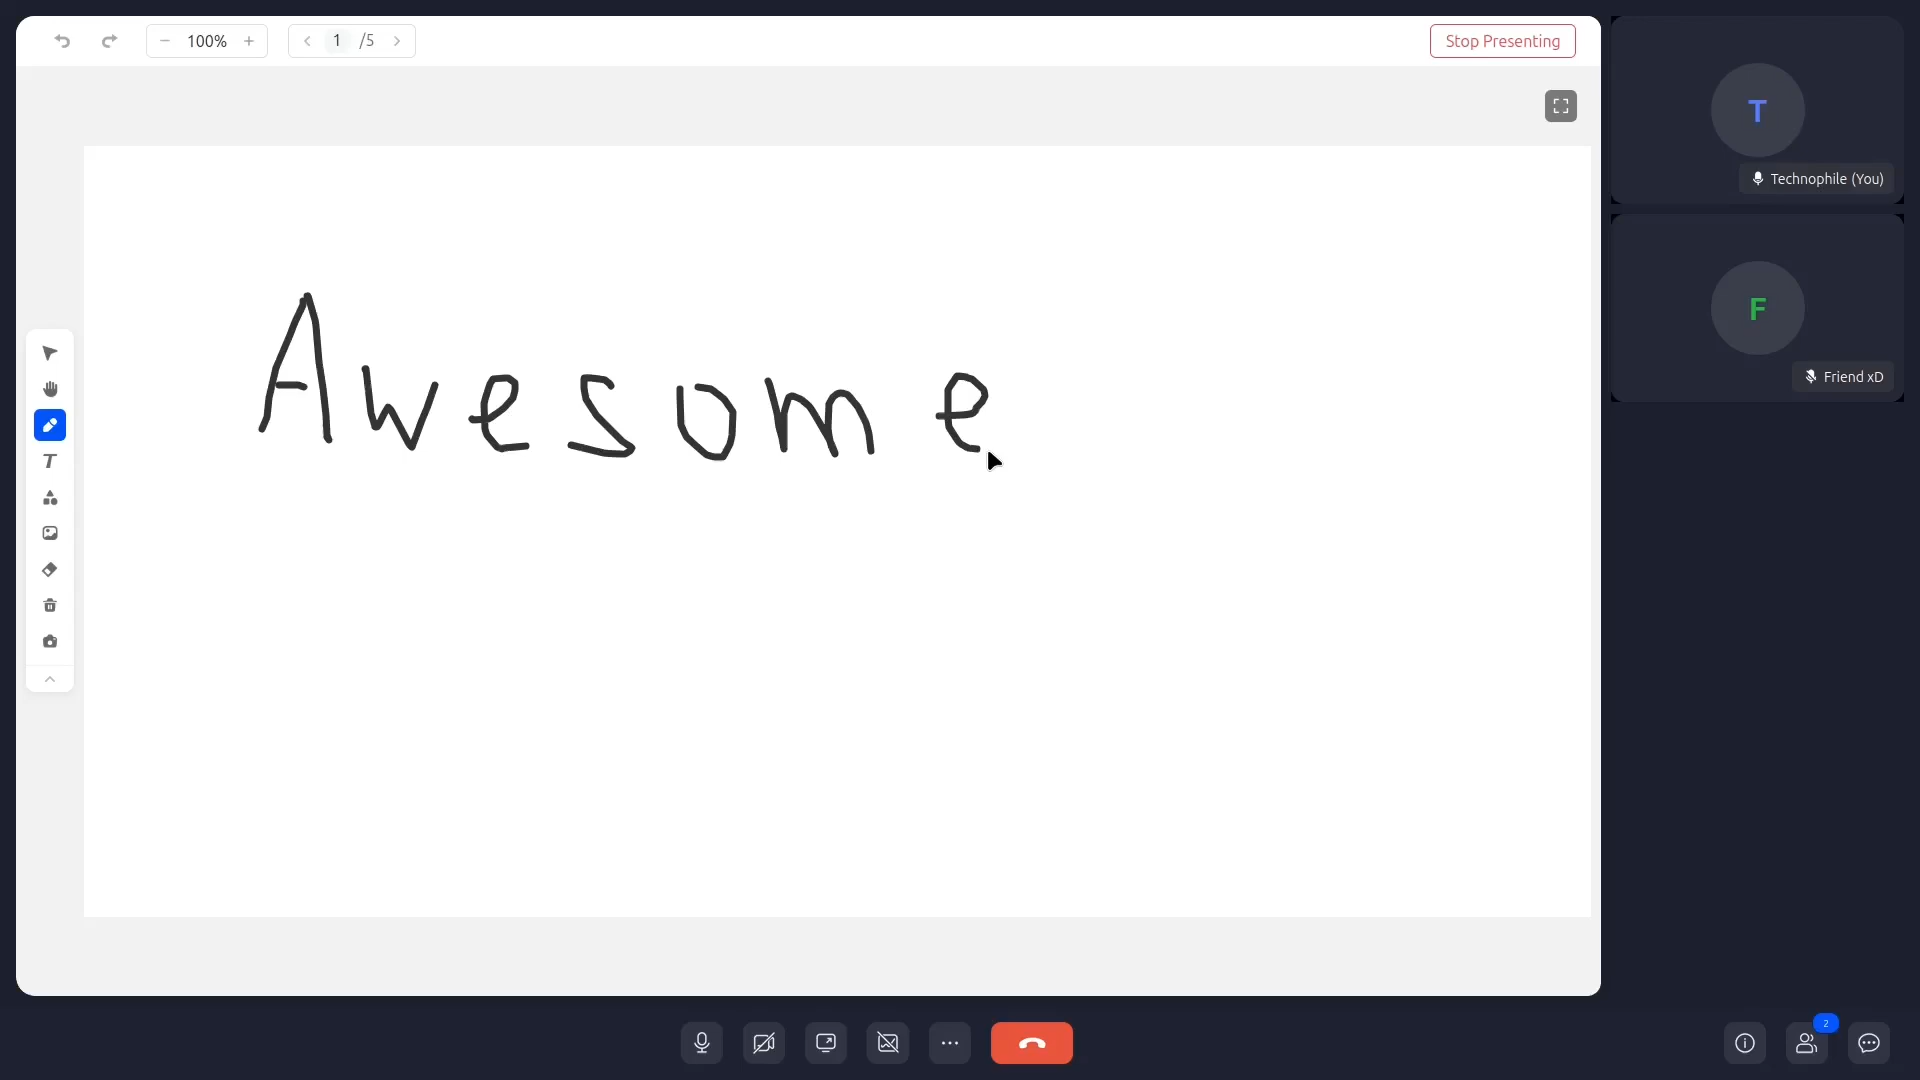 100%
1 /5
Stop Presenting
T
Technophile (You)
Awesome
F
Friend xD
T
2